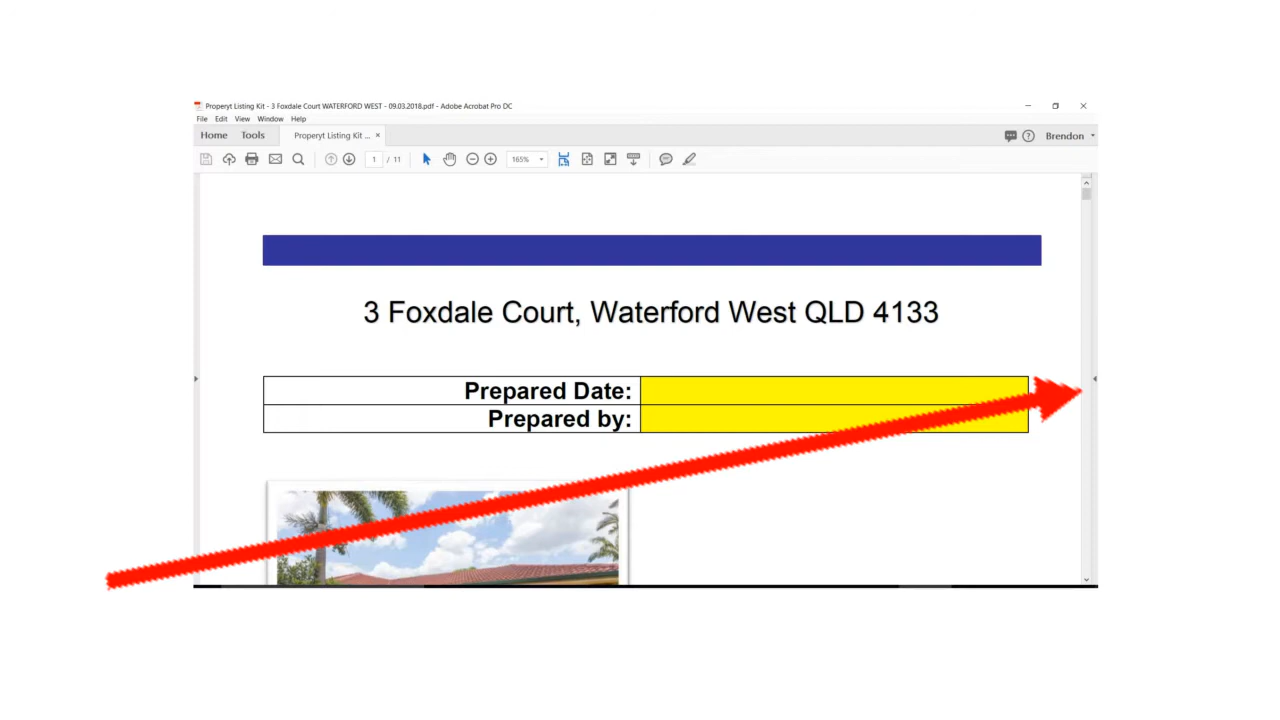 Properyt Listing Kit - 3 Foxdale Court WATERFORD WEST - 09.03.2018.pdf - Adobe Acrobat Pro DC
File Edit View Window Help
Home Tools Properyt Listing Kit ... × Brendon
1 / 11 165%
3 Foxdale Court, Waterford West QLD 4133
Prepared Date:
Prepared by: